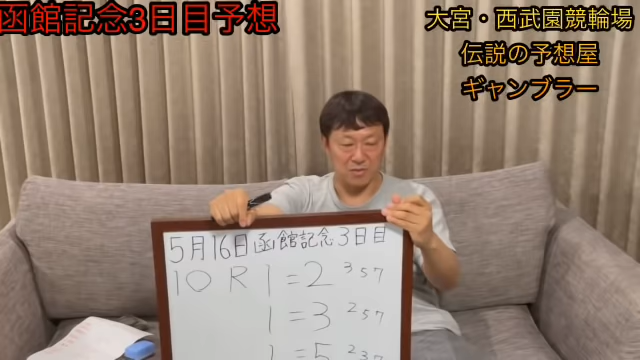 函館記念3日目予想
大宮・西武園競輪場
伝説の予想屋
ギャンブラー
5月16日函館記念3日目
10R 1=2 357
1=3 257
1=5 237